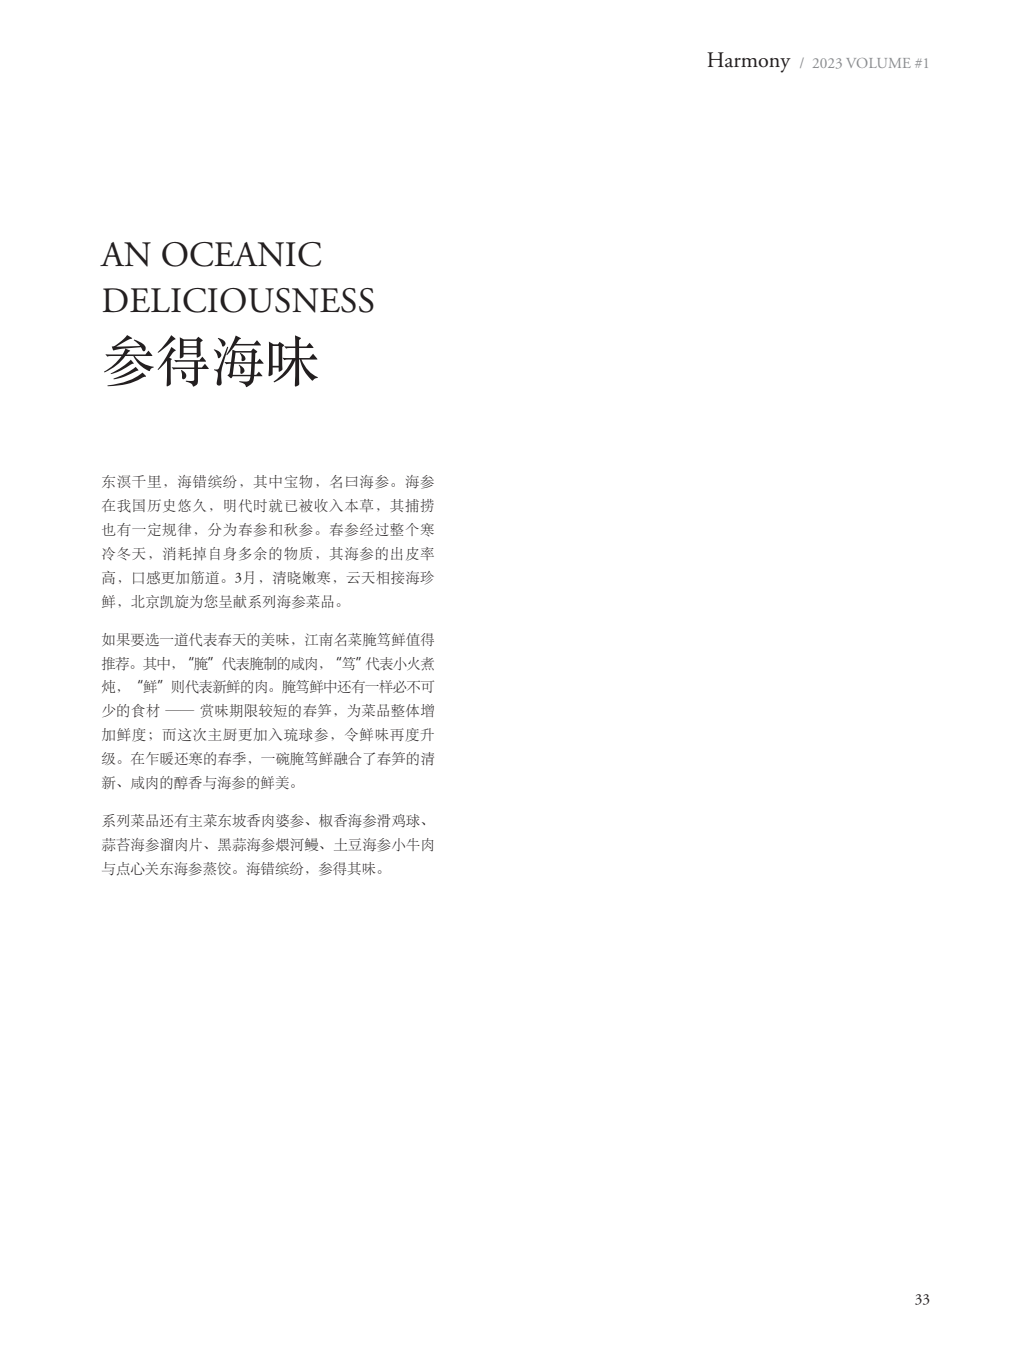 Harmony / 2023 VOLUME #1
AN OCEANIC
DELICIOUSNESS
参得海味
东溟千里，海错缤纷，其中宝物，名曰海参。海参
在我国历史悠久，明代时就已被收入本草，其捕捞
也有一定规律，分为春参和秋参。春参经过整个寒
冷冬天，消耗掉自身多余的物质，其海参的出皮率
高，口感更加筋道。3月，清晓嫩寒，云天相接海珍
鲜，北京凯旋为您呈献系列海参菜品。
如果要选一道代表春天的美味，江南名菜腌笃鲜值得
推荐。其中，“腌”代表腌制的咸肉，“笃”代表小火煮
炖，“鲜”则代表新鲜的肉。腌笃鲜中还有一样必不可
少的食材 —— 赏味期限较短的春笋，为菜品整体增
加鲜度；而这次主厨更加入琉球参，令鲜味再度升
级。在乍暖还寒的春季，一碗腌笃鲜融合了春笋的清
新、咸肉的醇香与海参的鲜美。
系列菜品还有主菜东坡香肉婆参、椒香海参滑鸡球、
蒜苔海参溜肉片、黑蒜海参煨河鳗、土豆海参小牛肉
与点心关东海参蒸饺。海错缤纷，参得其味。
33